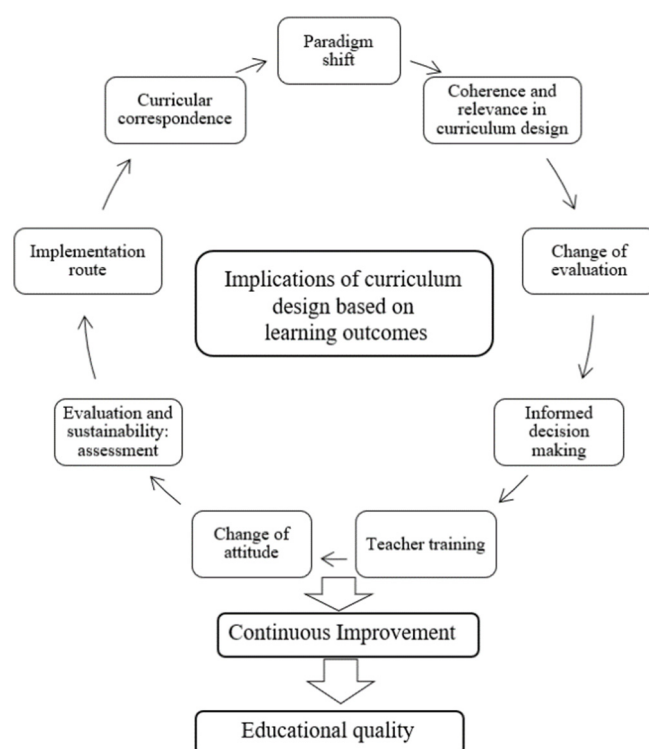 Paradigm
shift
Coherence and
relevance in
curriculum design
Change of
evaluation
Informed
decision
making
Teacher training
Change of
attitude
Evaluation and
sustainability:
assessment
Implementation
route
Curricular
correspondence
Implications of curriculum
design based on
learning outcomes
Continuous Improvement
Educational quality